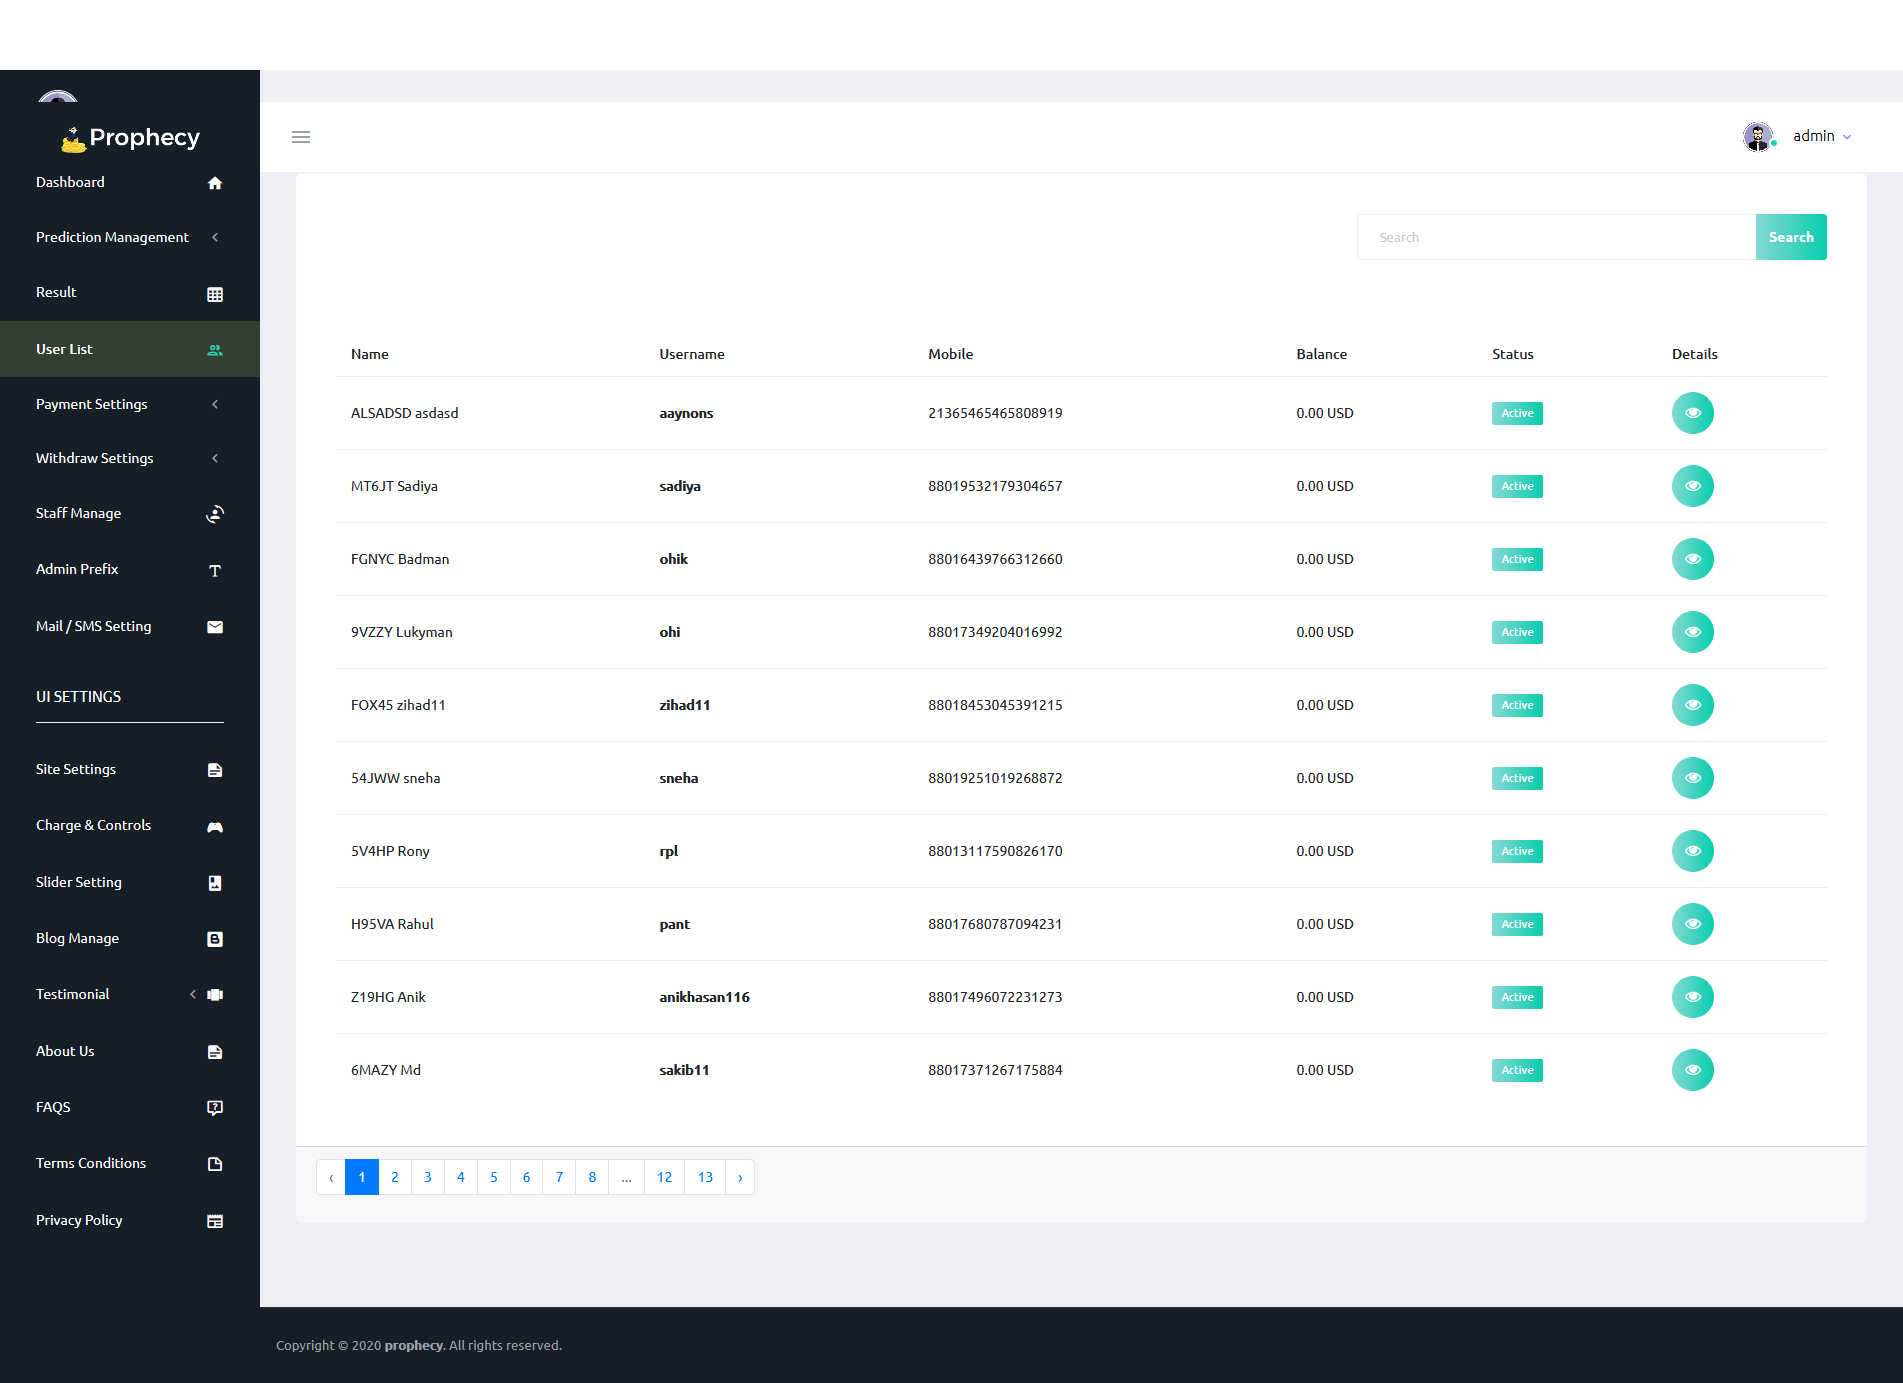 Prophecy
admin
Dashboard
Prediction Management
Result
User List
Payment Settings
Withdraw Settings
Staff Manage
Admin Prefix
Mail / SMS Setting
UI SETTINGS
Site Settings
Charge & Controls
Slider Setting
Blog Manage
Testimonial
About Us
FAQS
Terms Conditions
Privacy Policy
Search Search
Name Username Mobile Balance Status Details
ALSADSD asdasd aaynons 21365465465808919 0.00 USD Active
MT6JT Sadiya sadiya 88019532179304657 0.00 USD Active
FGNYC Badman ohik 88016439766312660 0.00 USD Active
9VZZY Lukyman ohi 88017349204016992 0.00 USD Active
FOX45 zihad11 zihad11 88018453045391215 0.00 USD Active
54JWW sneha sneha 88019251019268872 0.00 USD Active
5V4HP Rony rpl 88013117590826170 0.00 USD Active
H95VA Rahul pant 88017680787094231 0.00 USD Active
Z19HG Anik anikhasan116 88017496072231273 0.00 USD Active
6MAZY Md sakib11 88017371267175884 0.00 USD Active
‹ 1 2 3 4 5 6 7 8 ... 12 13 ›
Copyright © 2020 prophecy. All rights reserved.